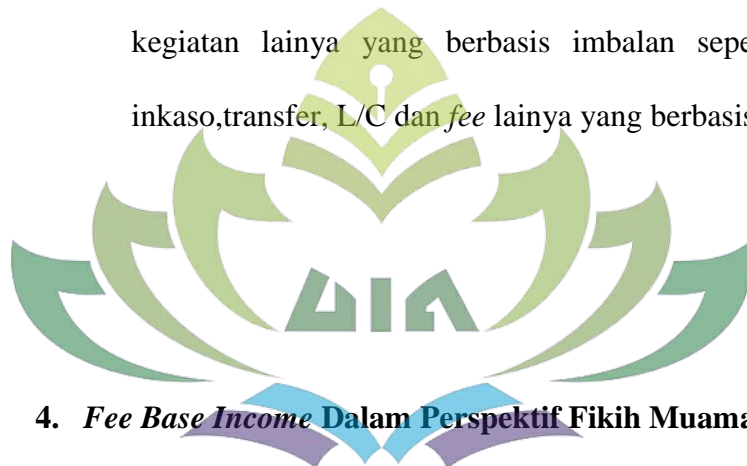 kegiatan lainya yang berbasis imbalan sepe
inkaso,transfer, L/C dan fee lainya yang berbasis
UIN
4. Fee Base Income Dalam Perspektif Fikih Muama